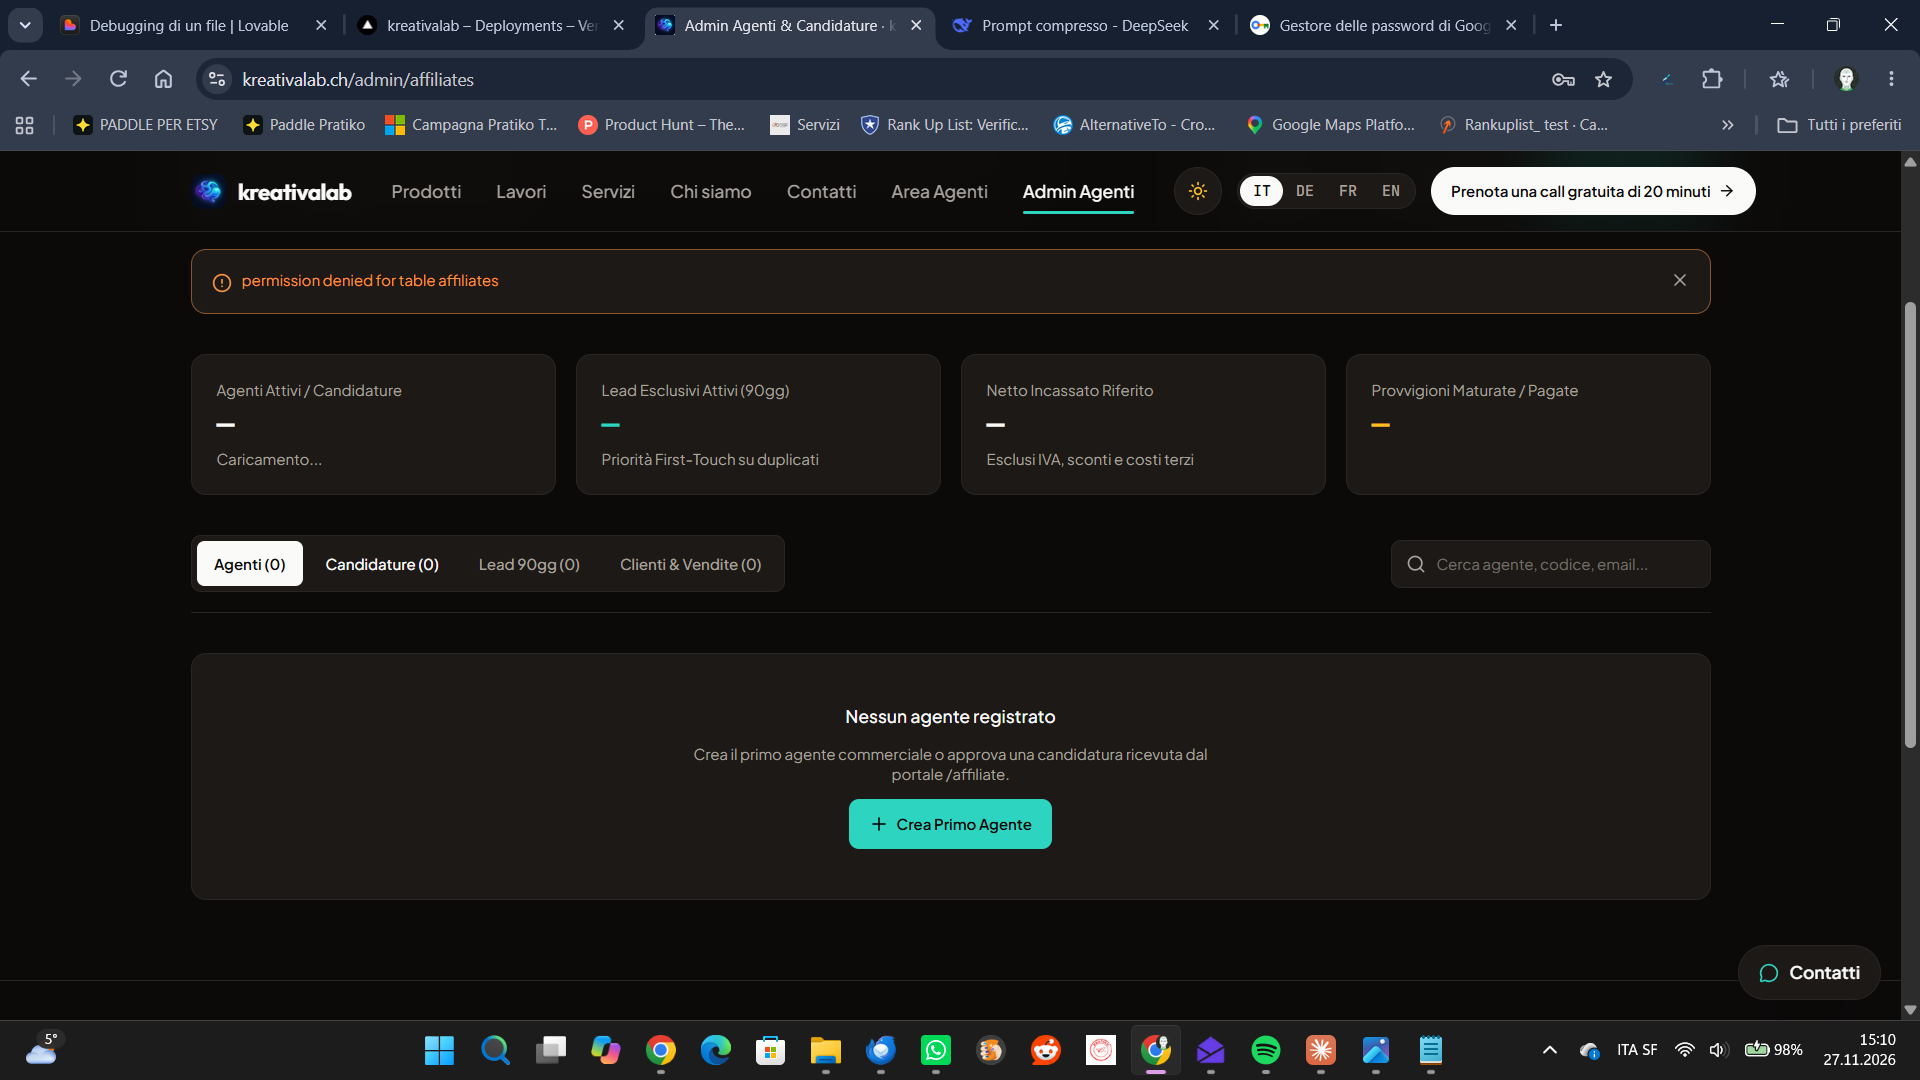 Debugging di un file | Lovable
kreativalab – Deployments – Ver
Admin Agenti & Candidature · k
Prompt compresso - DeepSeek
Gestore delle password di Goog
kreativalab.ch/admin/affiliates
PADDLE PER ETSY
Paddle Pratiko
Campagna Pratiko T...
Product Hunt – The...
Servizi
Rank Up List: Verific...
AlternativeTo - Cro...
Google Maps Platfo...
Rankuplist_ test · Ca...
Tutti i preferiti
kreativalab
Prodotti
Lavori
Servizi
Chi siamo
Contatti
Area Agenti
Admin Agenti
IT
DE
FR
EN
Prenota una call gratuita di 20 minuti →
permission denied for table affiliates
Agenti Attivi / Candidature
—
Caricamento...
Lead Esclusivi Attivi (90gg)
—
Priorità First-Touch su duplicati
Netto Incassato Riferito
—
Esclusi IVA, sconti e costi terzi
Provvigioni Maturate / Pagate
—
Agenti (0)
Candidature (0)
Lead 90gg (0)
Clienti & Vendite (0)
Cerca agente, codice, email...
Nessun agente registrato
Crea il primo agente commerciale o approva una candidatura ricevuta dal
portale /affiliate.
+ Crea Primo Agente
Contatti
5°
ITA SF
98%
15:10
27.11.2026